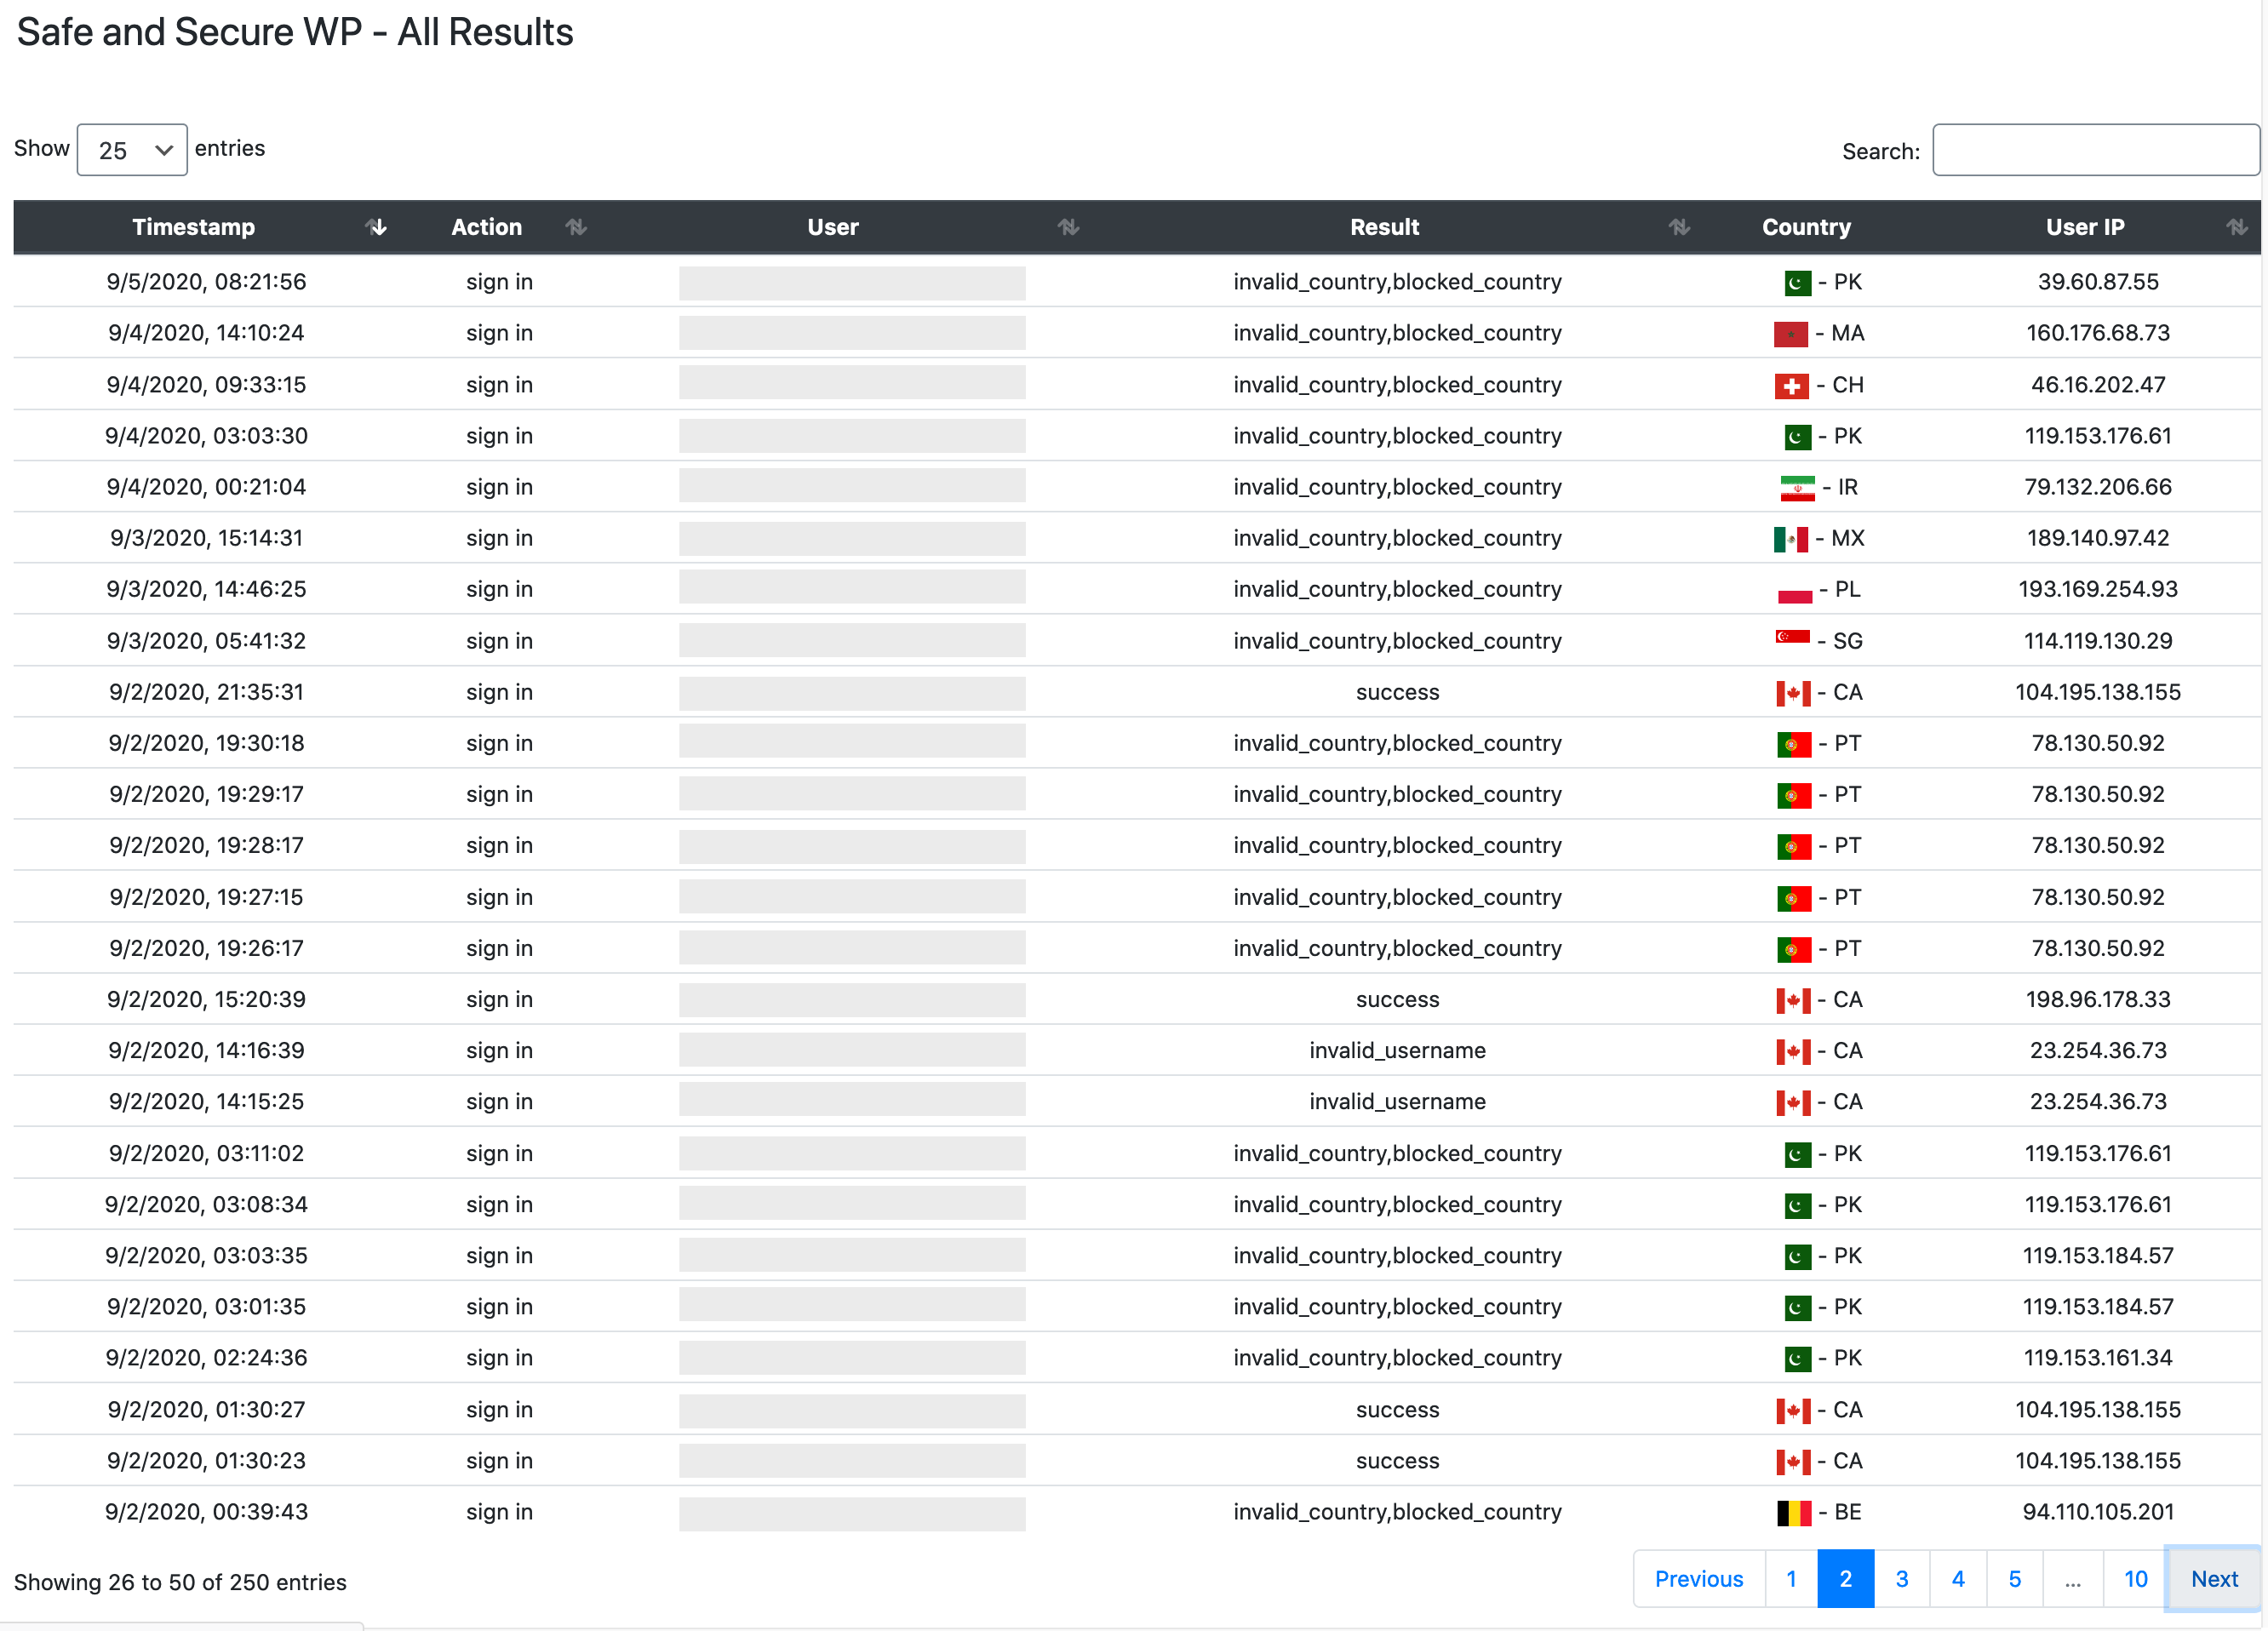 Safe and Secure WP - All Results
Show 25 entries Search:
Timestamp Action User Result Country User IP
9/5/2020, 08:21:56 sign in invalid_country,blocked_country - PK 39.60.87.55
9/4/2020, 14:10:24 sign in invalid_country,blocked_country - MA 160.176.68.73
9/4/2020, 09:33:15 sign in invalid_country,blocked_country - CH 46.16.202.47
9/4/2020, 03:03:30 sign in invalid_country,blocked_country - PK 119.153.176.61
9/4/2020, 00:21:04 sign in invalid_country,blocked_country - IR 79.132.206.66
9/3/2020, 15:14:31 sign in invalid_country,blocked_country - MX 189.140.97.42
9/3/2020, 14:46:25 sign in invalid_country,blocked_country - PL 193.169.254.93
9/3/2020, 05:41:32 sign in invalid_country,blocked_country - SG 114.119.130.29
9/2/2020, 21:35:31 sign in success - CA 104.195.138.155
9/2/2020, 19:30:18 sign in invalid_country,blocked_country - PT 78.130.50.92
9/2/2020, 19:29:17 sign in invalid_country,blocked_country - PT 78.130.50.92
9/2/2020, 19:28:17 sign in invalid_country,blocked_country - PT 78.130.50.92
9/2/2020, 19:27:15 sign in invalid_country,blocked_country - PT 78.130.50.92
9/2/2020, 19:26:17 sign in invalid_country,blocked_country - PT 78.130.50.92
9/2/2020, 15:20:39 sign in success - CA 198.96.178.33
9/2/2020, 14:16:39 sign in invalid_username - CA 23.254.36.73
9/2/2020, 14:15:25 sign in invalid_username - CA 23.254.36.73
9/2/2020, 03:11:02 sign in invalid_country,blocked_country - PK 119.153.176.61
9/2/2020, 03:08:34 sign in invalid_country,blocked_country - PK 119.153.176.61
9/2/2020, 03:03:35 sign in invalid_country,blocked_country - PK 119.153.184.57
9/2/2020, 03:01:35 sign in invalid_country,blocked_country - PK 119.153.184.57
9/2/2020, 02:24:36 sign in invalid_country,blocked_country - PK 119.153.161.34
9/2/2020, 01:30:27 sign in success - CA 104.195.138.155
9/2/2020, 01:30:23 sign in success - CA 104.195.138.155
9/2/2020, 00:39:43 sign in invalid_country,blocked_country - BE 94.110.105.201
Showing 26 to 50 of 250 entries Previous 1 2 3 4 5 ... 10 Next